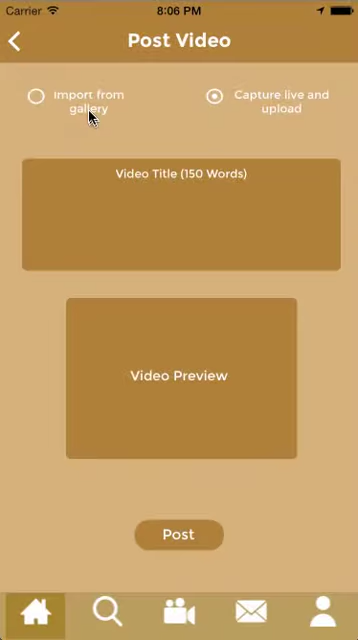 Carrier 8:06 PM
Post Video
Import from
gallery
Capture live and
upload
Video Title (150 Words)
Video Preview
Post